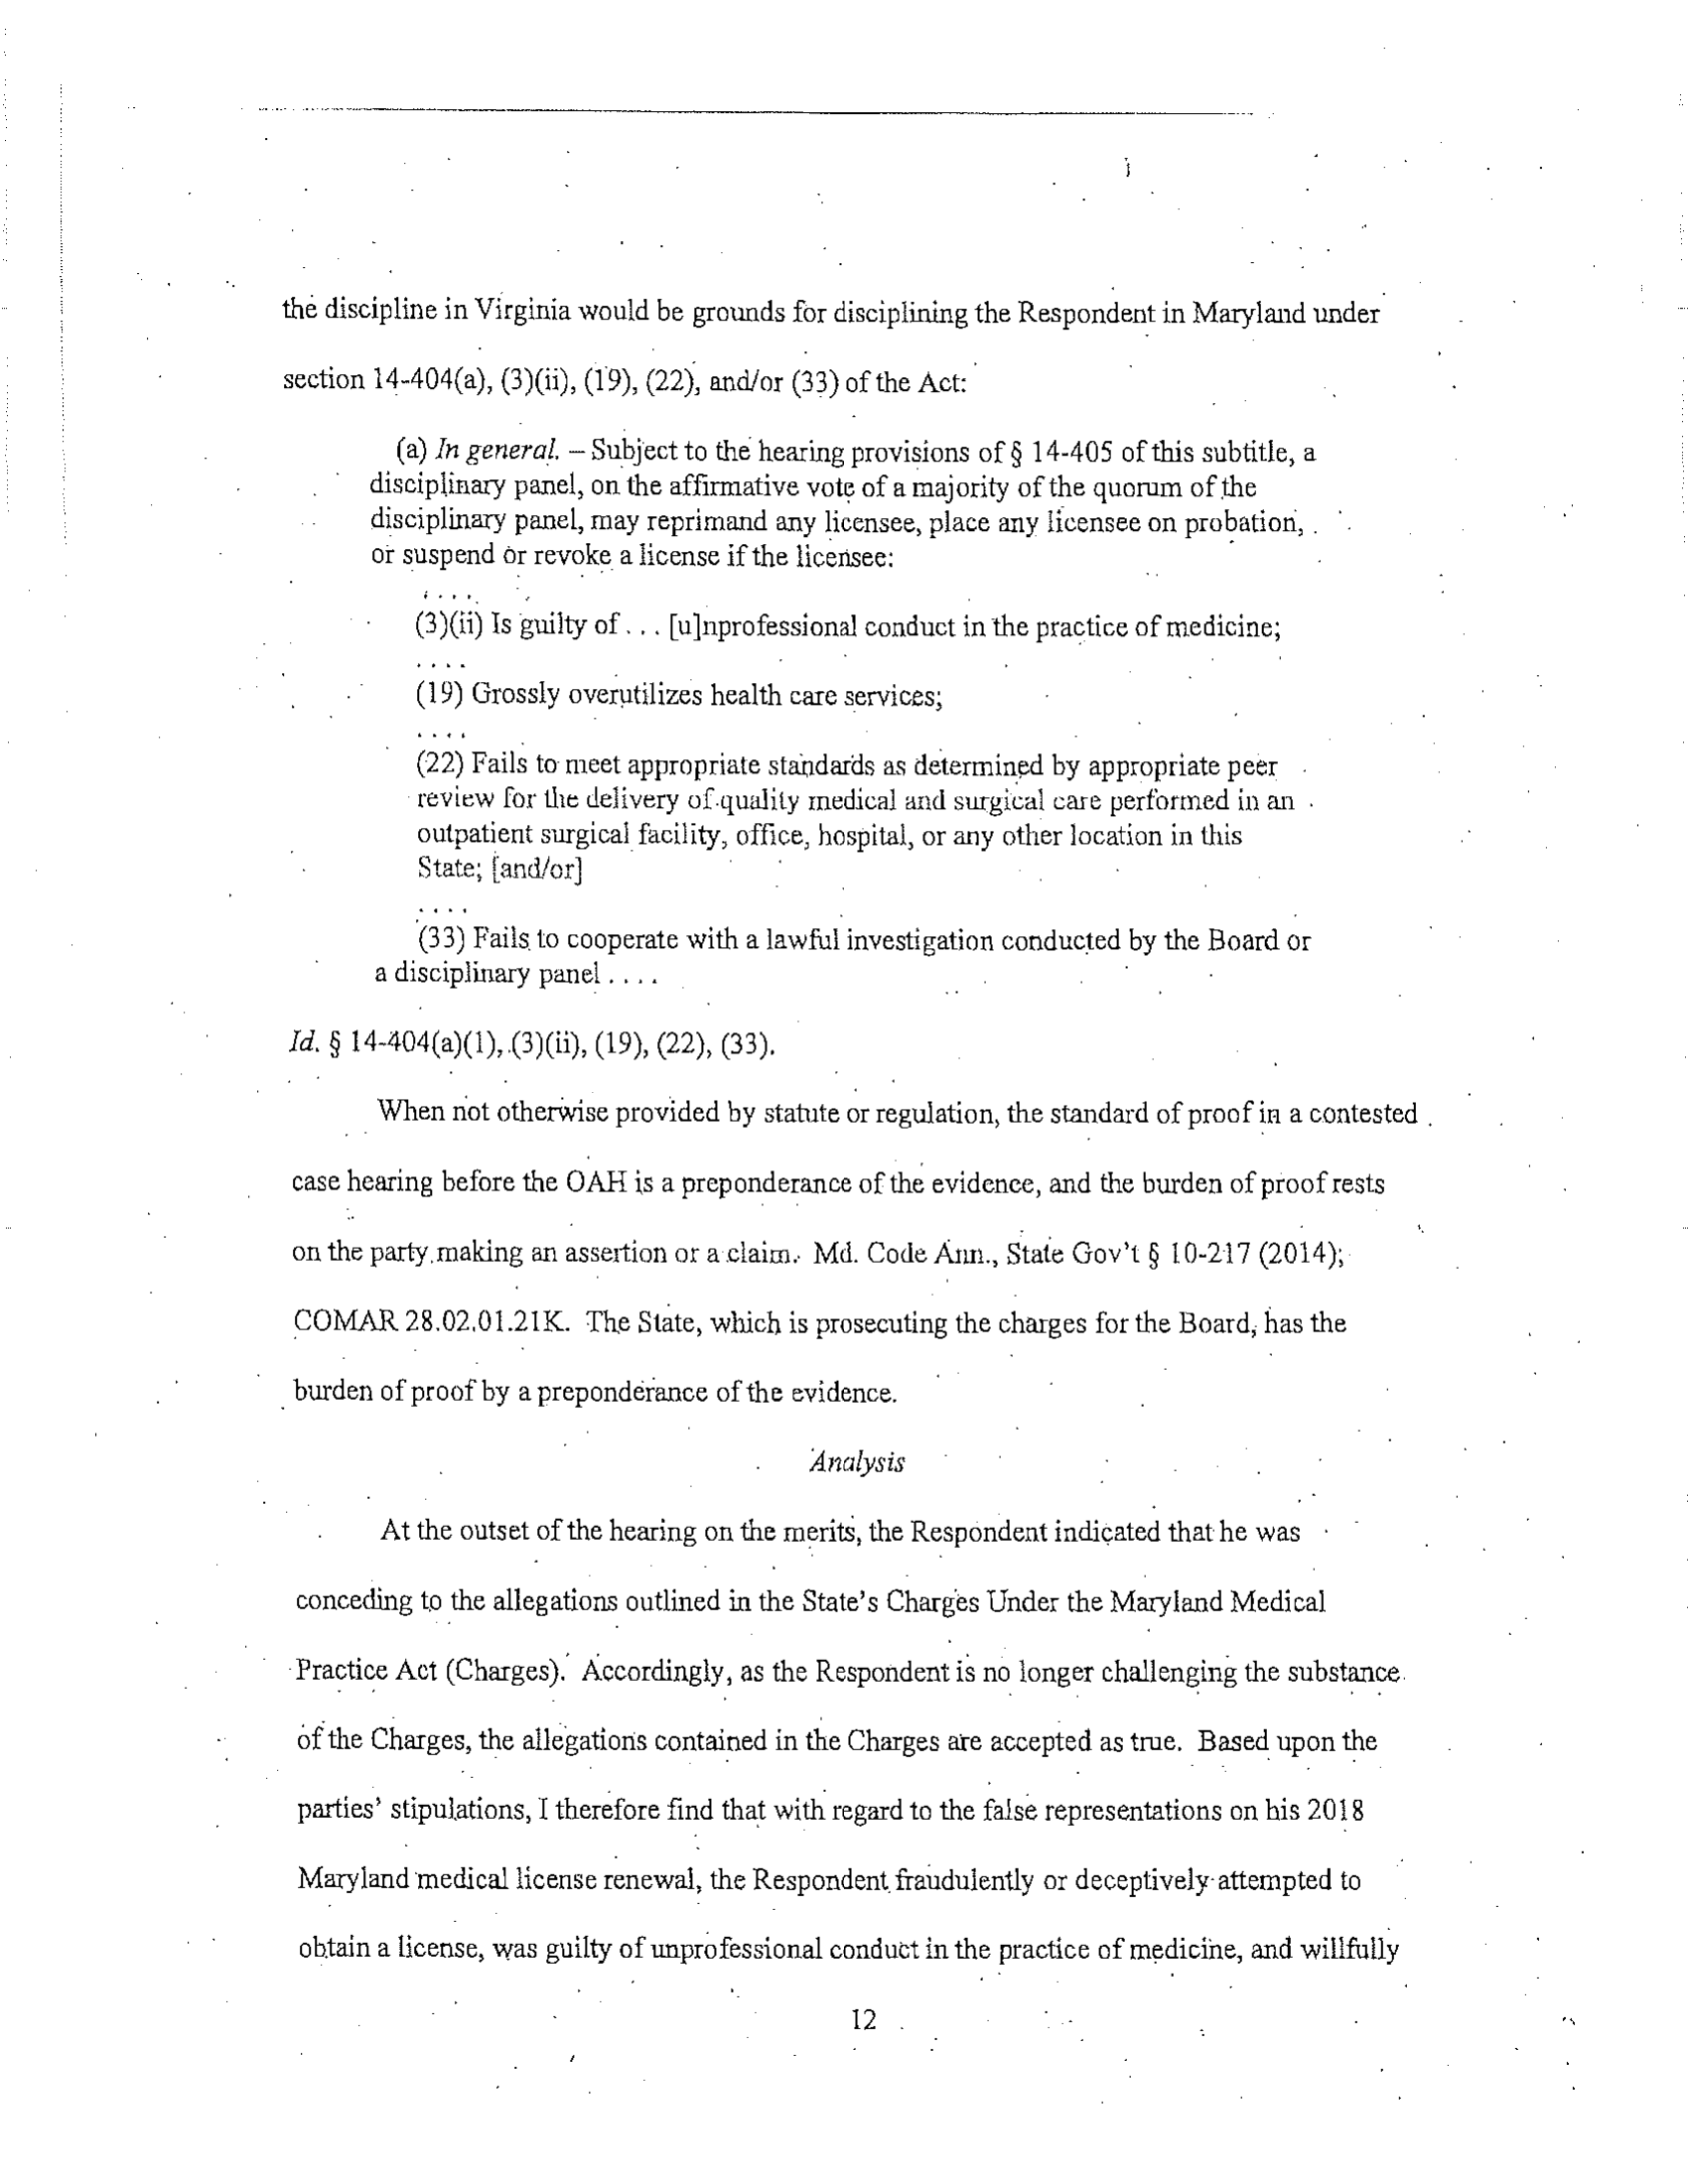 the discipline in Virginia would be grounds for disciplining the Respondent in Maryland under
section 14-404(a), (3)(ii), (19), (22), and/or (33) of the Act:
(a) In general. – Subject to the hearing provisions of § 14-405 of this subtitle, a
disciplinary panel, on the affirmative vote of a majority of the quorum of the
disciplinary panel, may reprimand any licensee, place any licensee on probation,
or suspend or revoke a license if the licensee:
. . . .
(3)(ii) Is guilty of . . . [u]nprofessional conduct in the practice of medicine;
. . . .
(19) Grossly overutilizes health care services;
. . . .
(22) Fails to meet appropriate standards as determined by appropriate peer
review for the delivery of quality medical and surgical care performed in an
outpatient surgical facility, office, hospital, or any other location in this
State; [and/or]
. . . .
(33) Fails to cooperate with a lawful investigation conducted by the Board or
a disciplinary panel . . . .
Id. § 14-404(a)(1), (3)(ii), (19), (22), (33).
When not otherwise provided by statute or regulation, the standard of proof in a contested
case hearing before the OAH is a preponderance of the evidence, and the burden of proof rests
on the party making an assertion or a claim. Md. Code Ann., State Gov't § 10-217 (2014);
COMAR 28.02.01.21K. The State, which is prosecuting the charges for the Board, has the
burden of proof by a preponderance of the evidence.
Analysis
At the outset of the hearing on the merits, the Respondent indicated that he was
conceding to the allegations outlined in the State's Charges Under the Maryland Medical
Practice Act (Charges). Accordingly, as the Respondent is no longer challenging the substance
of the Charges, the allegations contained in the Charges are accepted as true. Based upon the
parties' stipulations, I therefore find that with regard to the false representations on his 2018
Maryland medical license renewal, the Respondent fraudulently or deceptively attempted to
obtain a license, was guilty of unprofessional conduct in the practice of medicine, and willfully
12